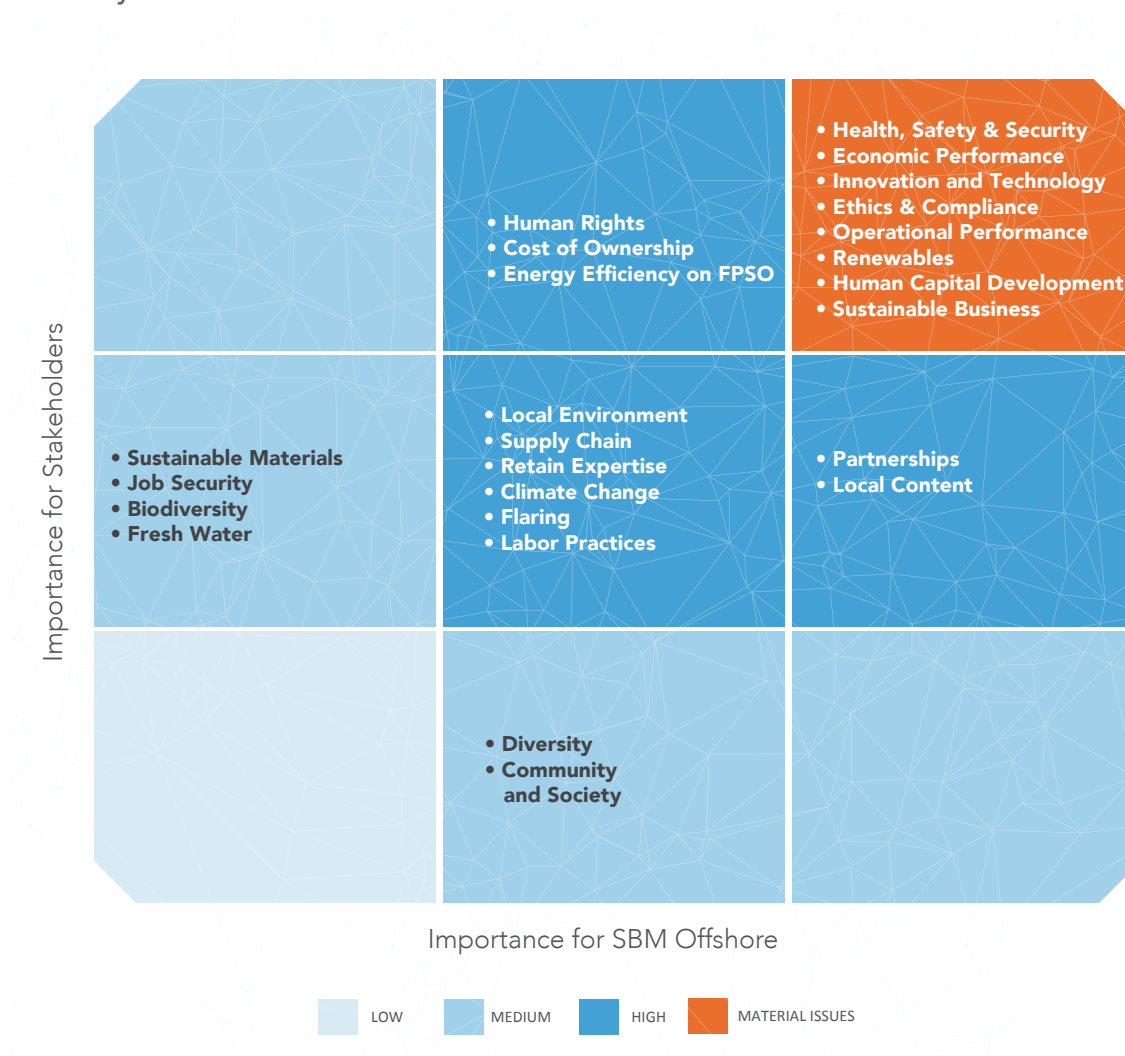 • Health, Safety & Security
• Economic Performance
• Innovation and Technology
• Ethics & Compliance
• Operational Performance
• Renewables
• Human Capital Development
• Sustainable Business
• Human Rights
• Cost of Ownership
• Energy Efficiency on FPSO
Importance for Stakeholders
• Sustainable Materials
• Job Security
• Biodiversity
• Fresh Water
• Local Environment
• Supply Chain
• Retain Expertise
• Climate Change
• Flaring
• Labor Practices
• Partnerships
• Local Content
• Diversity
• Community
and Society
Importance for SBM Offshore
LOW
MEDIUM
HIGH
MATERIAL ISSUES